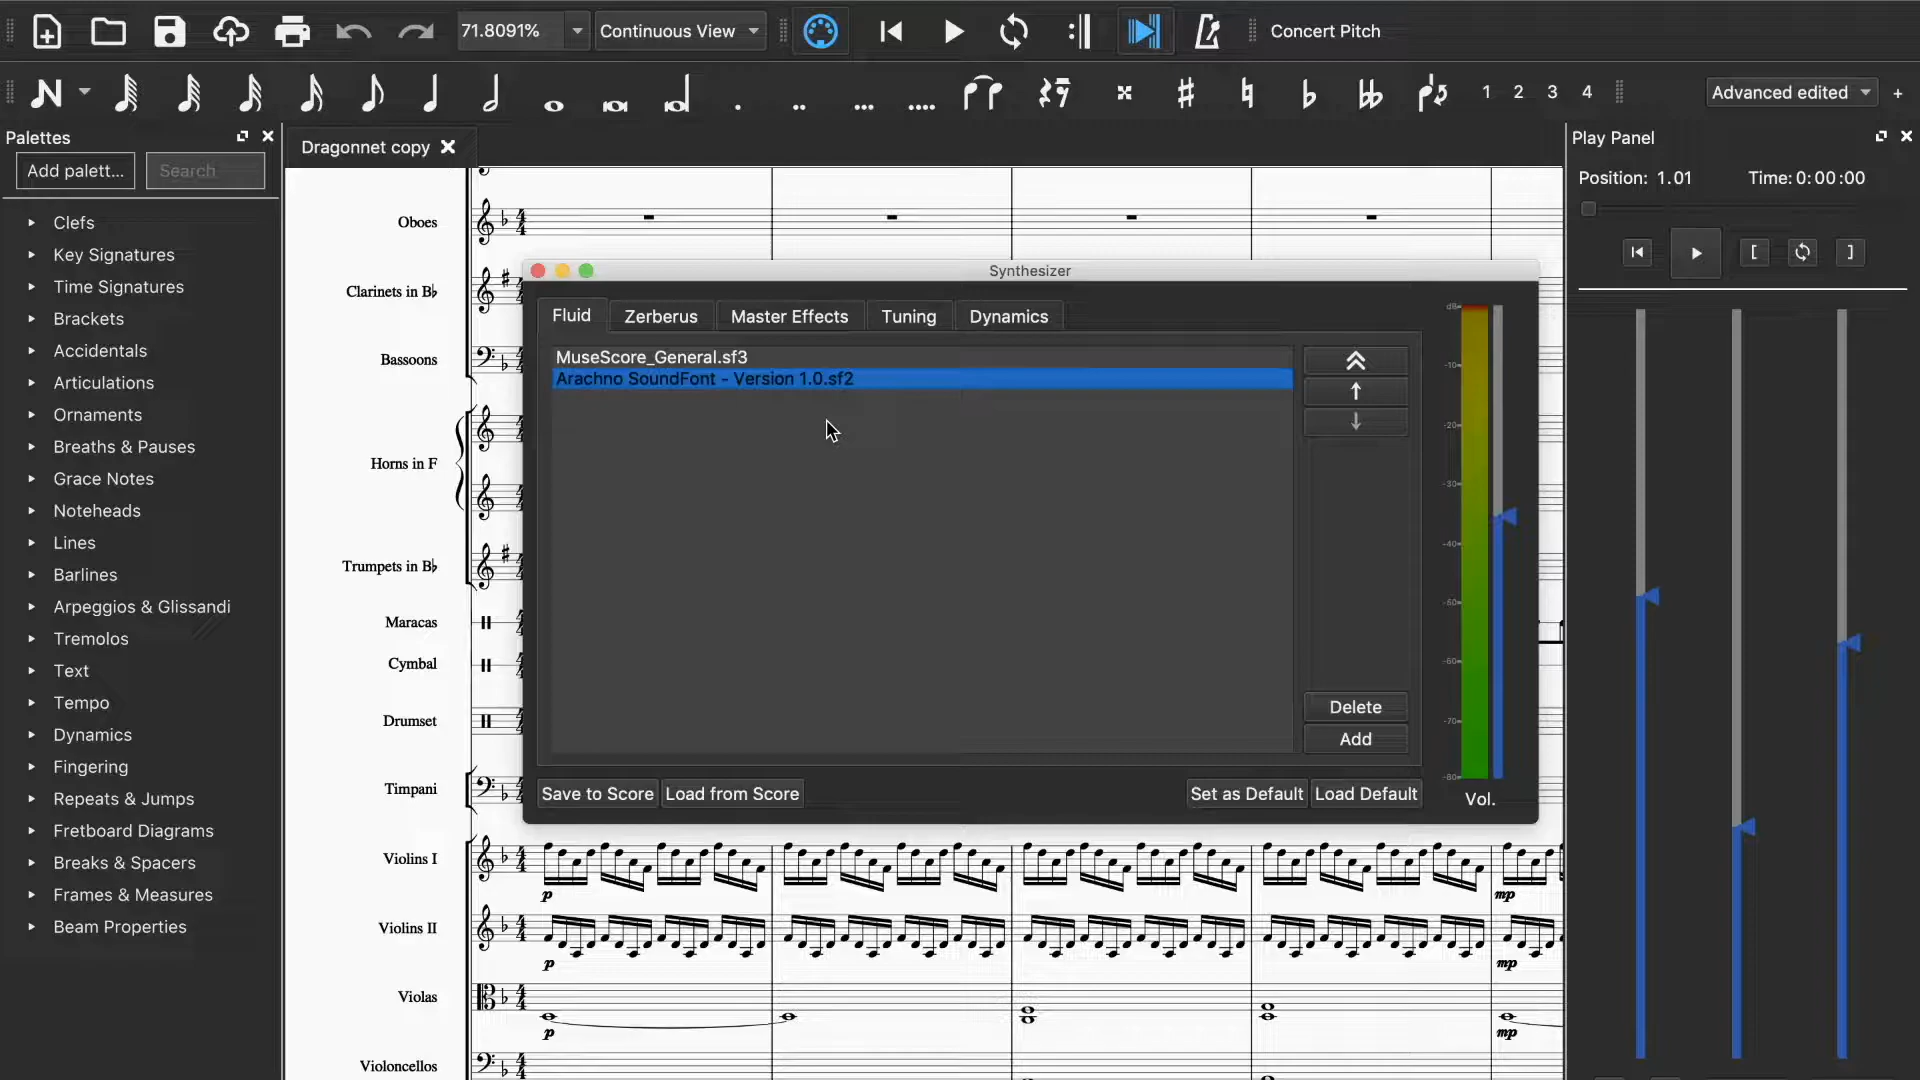 71.8091%
Continuous View
Concert Pitch
1 2 3 4
Advanced edited
+
Palettes
Add palett...
Search
Clefs
Key Signatures
Time Signatures
Brackets
Accidentals
Articulations
Ornaments
Breaths & Pauses
Grace Notes
Noteheads
Lines
Barlines
Arpeggios & Glissandi
Tremolos
Text
Tempo
Dynamics
Fingering
Repeats & Jumps
Fretboard Diagrams
Breaks & Spacers
Frames & Measures
Beam Properties
Dragonnet copy
Oboes
Clarinets in B♭
Bassoons
Horns in F
Trumpets in B♭
Maracas
Cymbal
Drumset
Timpani
Violins I
p
mp
Violins II
p
mp
Violas
p
mp
Violoncellos
Synthesizer
Fluid
Zerberus
Master Effects
Tuning
Dynamics
MuseScore_General.sf3
Arachno SoundFont - Version 1.0.sf2
Delete
Add
Save to Score
Load from Score
Set as Default
Load Default
Vol.
Play Panel
Position: 1.01
Time: 0:00:00